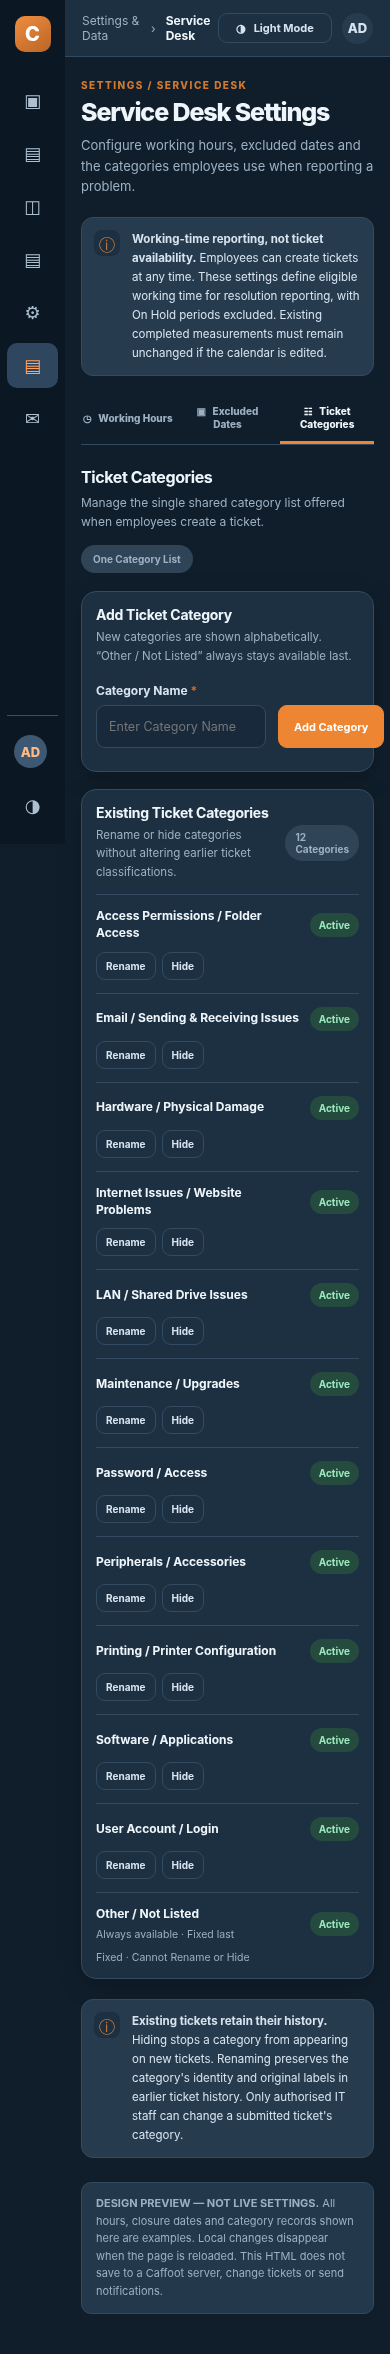 C
Settings & Data › Service Desk
Light Mode
AD
SETTINGS / SERVICE DESK
Service Desk Settings
Configure working hours, excluded dates and
the categories employees use when reporting a
problem.
Working-time reporting, not ticket
availability. Employees can create tickets
at any time. These settings define eligible
working time for resolution reporting, with
On Hold periods excluded. Existing
completed measurements must remain
unchanged if the calendar is edited.
Working Hours
Excluded
Dates
Ticket
Categories
Ticket Categories
Manage the single shared category list offered
when employees create a ticket.
One Category List
Add Ticket Category
New categories are shown alphabetically.
“Other / Not Listed” always stays available last.
Category Name *
Enter Category Name
Add Category
Existing Ticket Categories
Rename or hide categories
without altering earlier ticket
classifications.
12
Categories
Access Permissions / Folder
Access
Active
Rename Hide
Email / Sending & Receiving Issues
Active
Rename Hide
Hardware / Physical Damage
Active
Rename Hide
Internet Issues / Website
Problems
Active
Rename Hide
LAN / Shared Drive Issues
Active
Rename Hide
Maintenance / Upgrades
Active
Rename Hide
Password / Access
Active
Rename Hide
Peripherals / Accessories
Active
Rename Hide
Printing / Printer Configuration
Active
Rename Hide
Software / Applications
Active
Rename Hide
User Account / Login
Active
Rename Hide
Other / Not Listed
Always available · Fixed last
Active
Fixed · Cannot Rename or Hide
AD
Existing tickets retain their history.
Hiding stops a category from appearing
on new tickets. Renaming preserves the
category's identity and original labels in
earlier ticket history. Only authorised IT
staff can change a submitted ticket's
category.
DESIGN PREVIEW — NOT LIVE SETTINGS. All
hours, closure dates and category records shown
here are examples. Local changes disappear
when the page is reloaded. This HTML does not
save to a Caffoot server, change tickets or send
notifications.